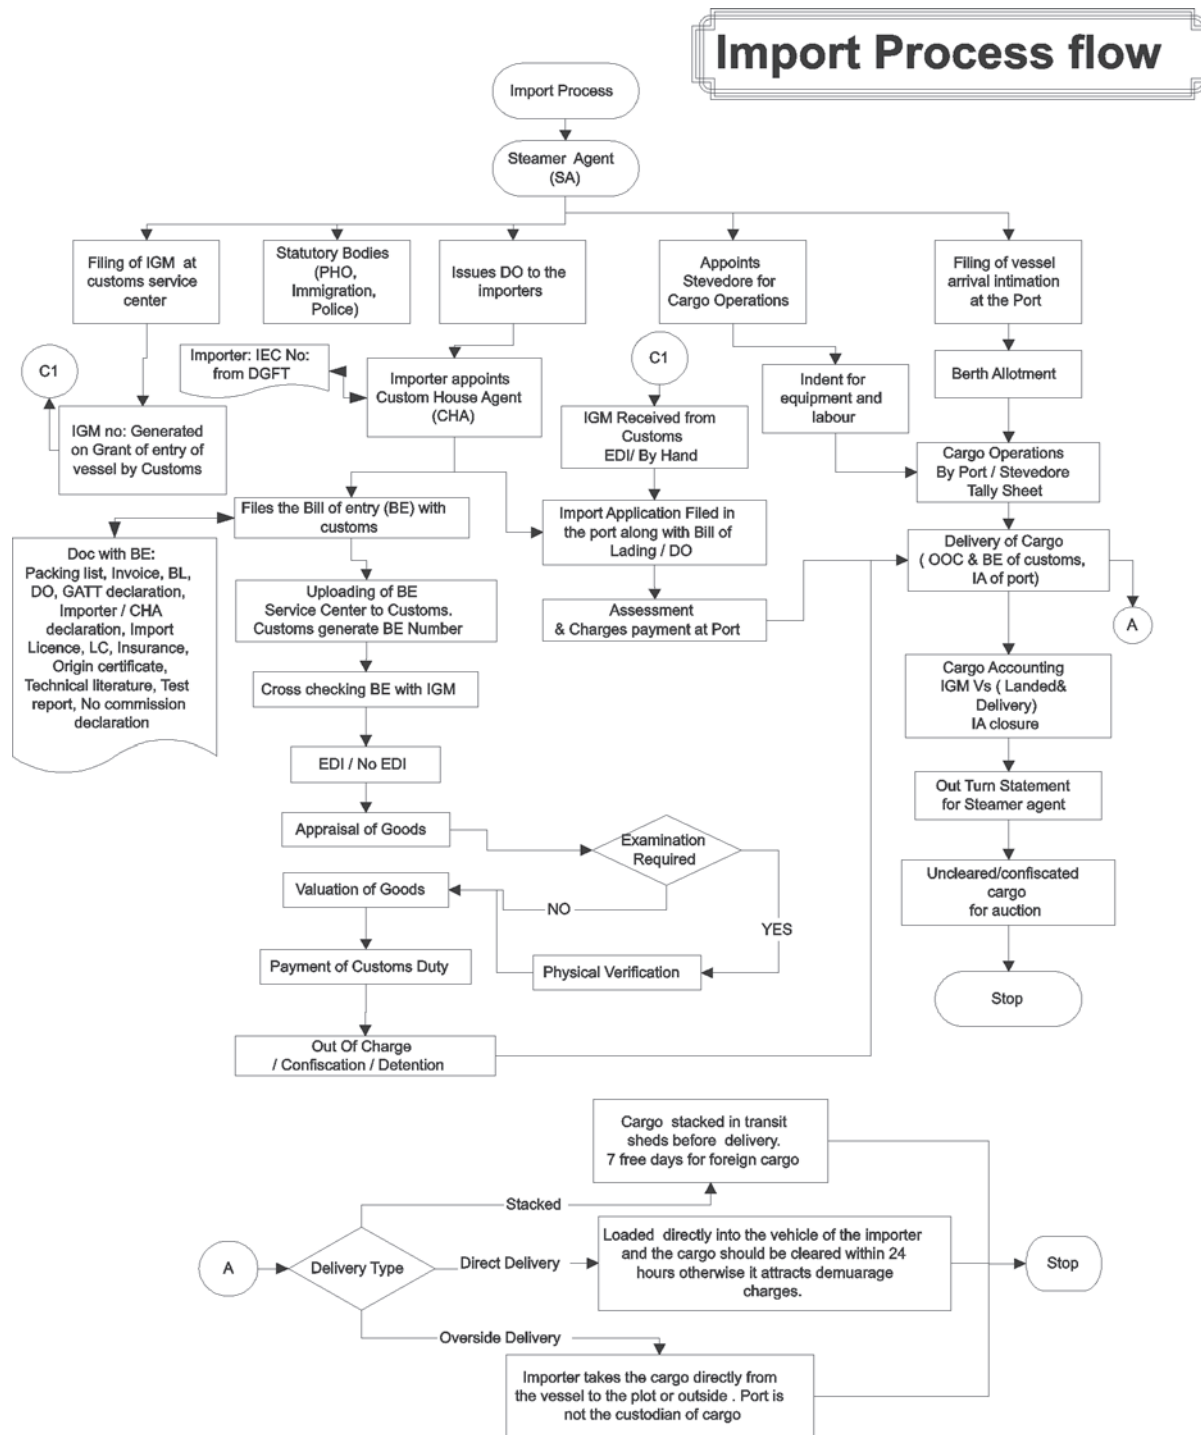 Import Process flow
Import Process
Steamer Agent
(SA)
Filing of IGM at
customs service
center
Statutory Bodies
(PHO,
Immigration,
Police)
Issues DO to the
importers
Appoints
Stevedore for
Cargo Operations
Filing of vessel
arrival intimation
at the Port
C1
Importer: IEC No:
from DGFT
Importer appoints
Custom House Agent
(CHA)
C1
Indent for
equipment and
labour
Berth Allotment
IGM no: Generated
on Grant of entry of
vessel by Customs
IGM Received from
Customs
EDI/ By Hand
Cargo Operations
By Port / Stevedore
Tally Sheet
Files the Bill of entry (BE) with
customs
Import Application Filed in
the port along with Bill of
Lading / DO
Delivery of Cargo
( OOC & BE of customs,
IA of port)
Doc with BE:
Packing list, Invoice, BL,
DO, GATT declaration,
Importer / CHA
declaration, Import
Licence, LC, Insurance,
Origin certificate,
Technical literature, Test
report, No commission
declaration
Uploading of BE
Service Center to Customs.
Customs generate BE Number
Assessment
& Charges payment at Port
A
Cross checking BE with IGM
Cargo Accounting
IGM Vs ( Landed&
Delivery)
IA closure
EDI / No EDI
Out Turn Statement
for Steamer agent
Appraisal of Goods
Examination
Required
Valuation of Goods
NO
YES
Uncleared/confiscated
cargo
for auction
Payment of Customs Duty
Physical Verification
Stop
Out Of Charge
/ Confiscation / Detention
Cargo stacked in transit
sheds before delivery.
7 free days for foreign cargo
Stacked
A
Delivery Type
Direct Delivery
Loaded directly into the vehicle of the importer
and the cargo should be cleared within 24
hours otherwise it attracts demuarage
charges.
Stop
Overside Delivery
Importer takes the cargo directly from
the vessel to the plot or outside . Port is
not the custodian of cargo